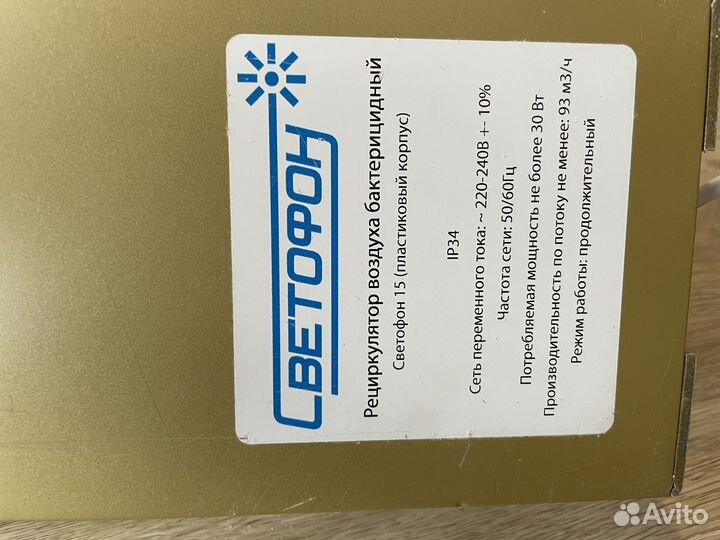 СВЕТОФОН
Рециркулятор воздуха бактерицидный
Светофон 15 (пластиковый корпус)
IP34
Сеть переменного тока: ~ 220-240В +- 10%
Частота сети: 50/60Гц
Потребляемая мощность не более 30 Вт
Производительность по потоку не менее: 93 м3/ч
Режим работы: продолжительный
Avito